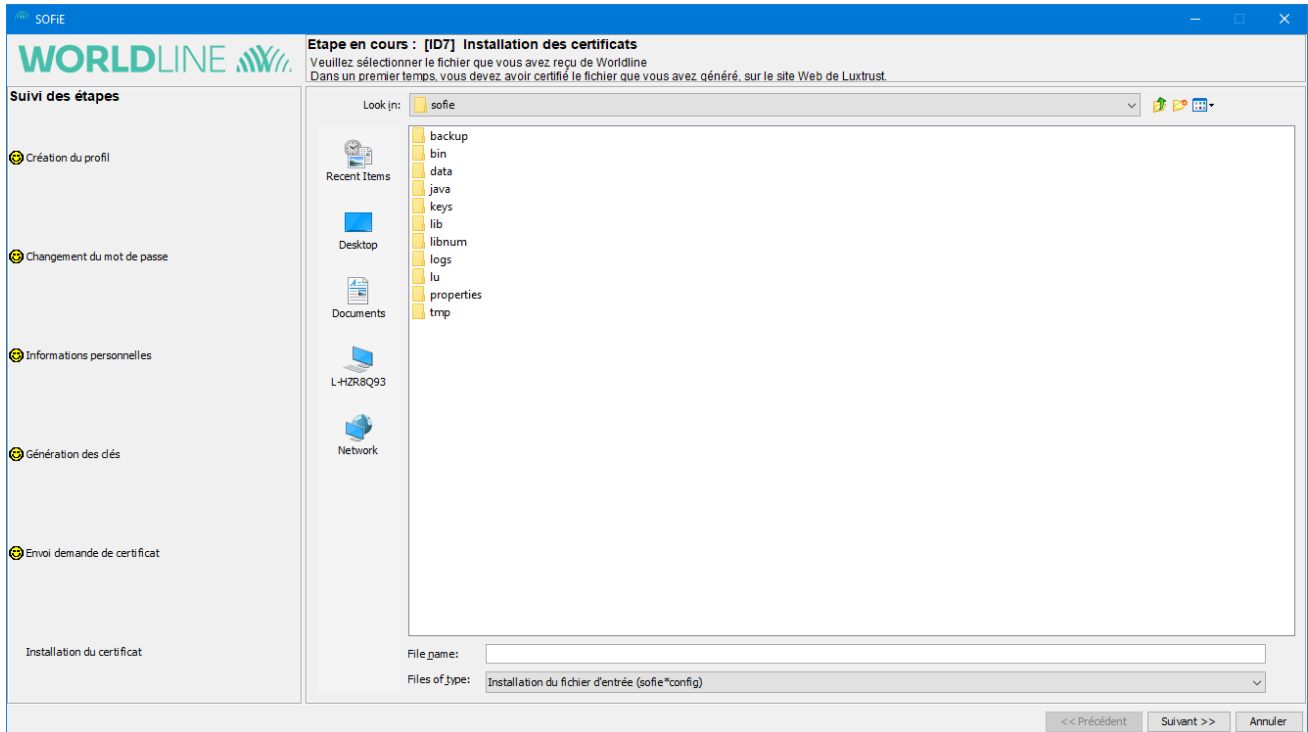 SOFiE
WORLDLINE
Etape en cours : [ID7] Installation des certificats
Veuillez sélectionner le fichier que vous avez reçu de Worldline
Dans un premier temps, vous devez avoir certifié le fichier que vous avez généré, sur le site Web de Luxtrust.
Suivi des étapes
Création du profil
Changement du mot de passe
Informations personnelles
Génération des clés
Envoi demande de certificat
Installation du certificat
Look in:
sofie
Recent Items
Desktop
Documents
L-HZR8Q93
Network
backup
bin
data
java
keys
lib
libnum
logs
lu
properties
tmp
File name:
Files of type:
Installation du fichier d'entrée (sofie*config)
<< Précédent
Suivant >>
Annuler